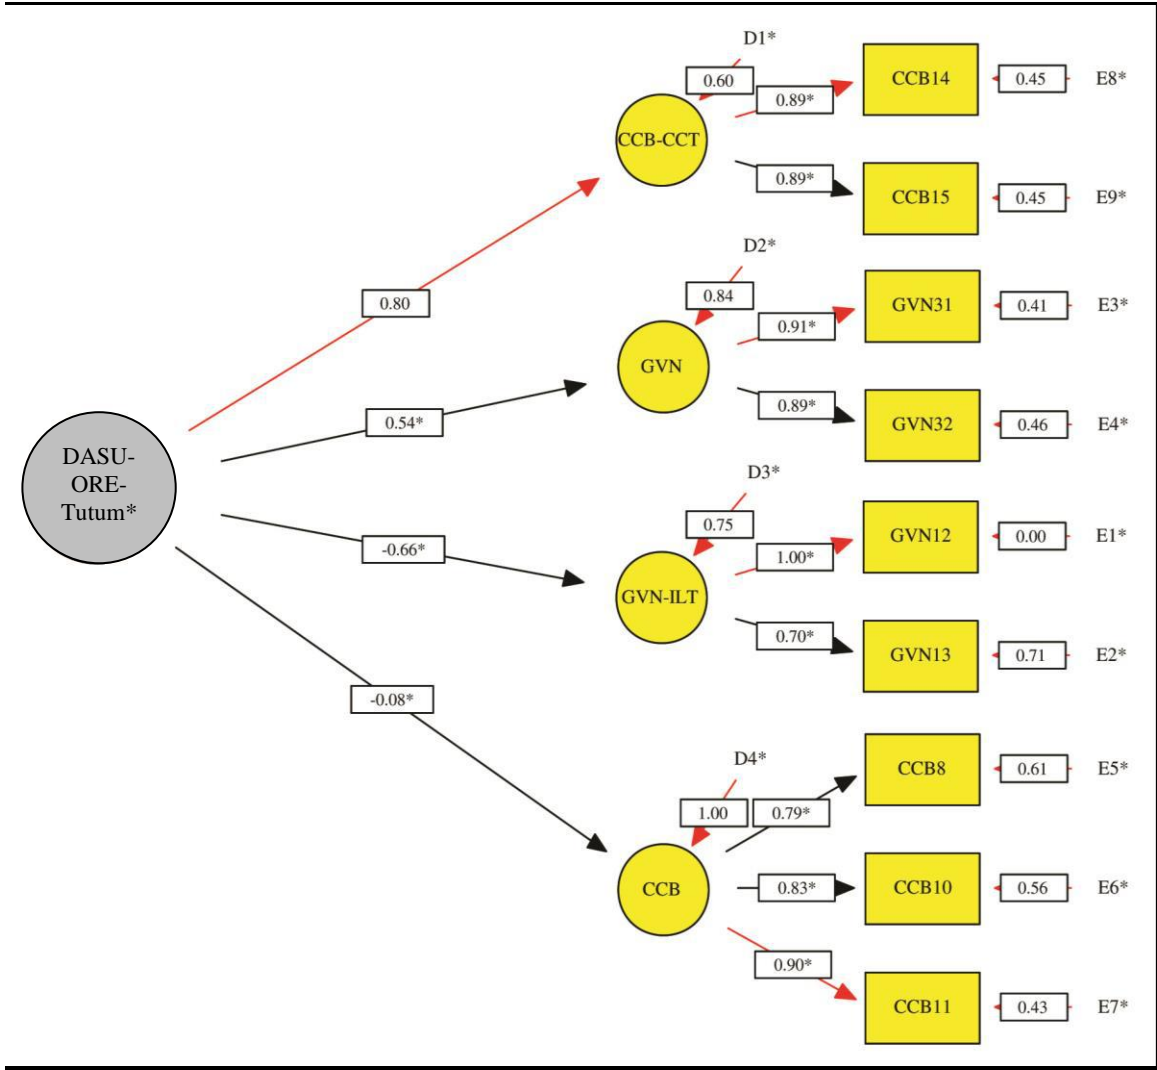 D1*
0.60
CCB-CCT
0.89*
CCB14
0.45
E8*
0.89*
CCB15
0.45
E9*
0.80
D2*
0.84
GVN
0.91*
GVN31
0.41
E3*
0.89*
GVN32
0.46
E4*
0.54*
DASU-
ORE-
Tutum*
D3*
0.75
GVN-ILT
1.00*
GVN12
0.00
E1*
0.70*
GVN13
0.71
E2*
-0.66*
-0.08*
D4*
1.00
CCB
0.79*
CCB8
0.61
E5*
0.83*
CCB10
0.56
E6*
0.90*
CCB11
0.43
E7*